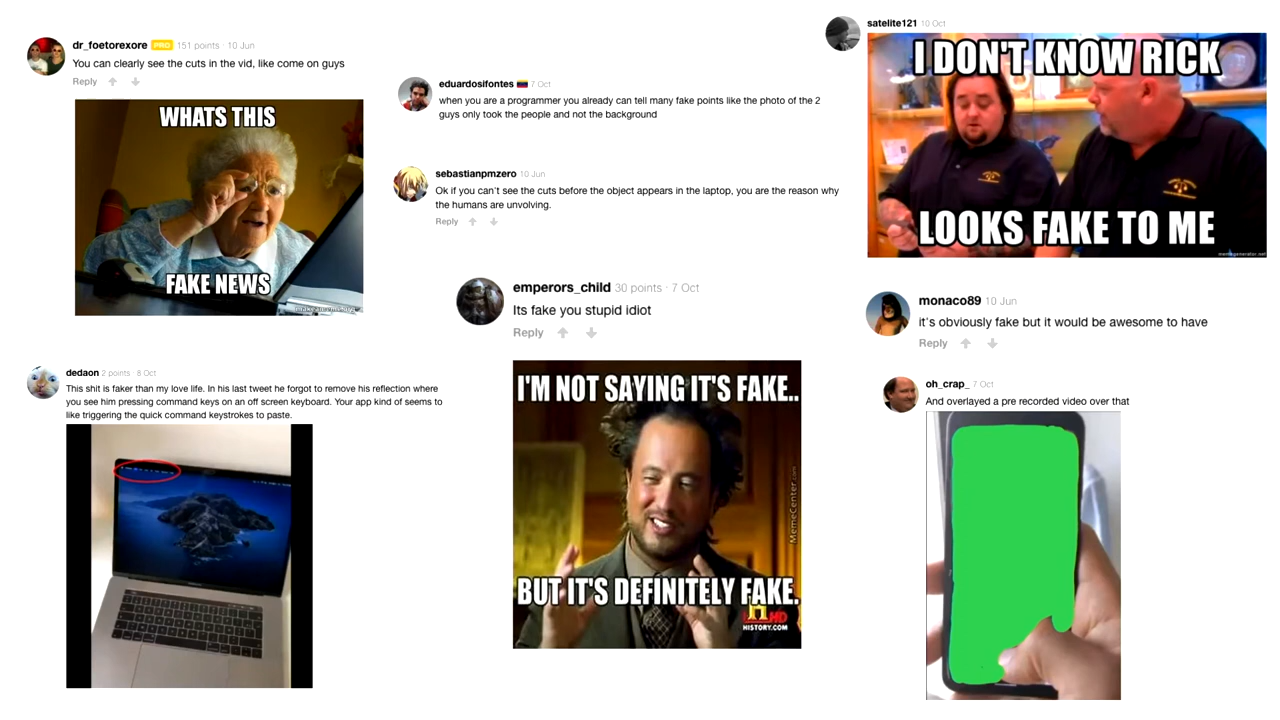 dr_foetorexore PRO 151 points · 10 Jun
You can clearly see the cuts in the vid, like come on guys
Reply
WHATS THIS
FAKE NEWS
makeameme.org
eduardosifontes 7 Oct
when you are a programmer you already can tell many fake points like the photo of the 2
guys only took the people and not the background
sebastianpmzero 10 Jun
Ok if you can't see the cuts before the object appears in the laptop, you are the reason why
the humans are unvolving.
Reply
satelite121 10 Oct
I DON'T KNOW RICK
LOOKS FAKE TO ME
memegenerator.net
emperors_child 30 points · 7 Oct
Its fake you stupid idiot
Reply
I'M NOT SAYING IT'S FAKE..
BUT IT'S DEFINITELY FAKE.
MemeCenter.com
H HD
HISTORY.COM
monaco89 10 Jun
it's obviously fake but it would be awesome to have
Reply
dedaon 2 points · 8 Oct
This shit is faker than my love life. In his last tweet he forgot to remove his reflection where
you see him pressing command keys on an off screen keyboard. Your app kind of seems to
like triggering the quick command keystrokes to paste.
oh_crap_ 7 Oct
And overlayed a pre recorded video over that